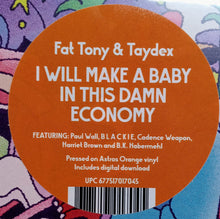 Fat Tony & Taydex
I WILL MAKE A BABY
IN THIS DAMN
ECONOMY
FEATURING: Paul Wall, B L A C K I E, Cadence Weapon,
Harriet Brown and B.K. Habermehl
Pressed on Astros Orange vinyl
Includes digital download
UPC 677517017045